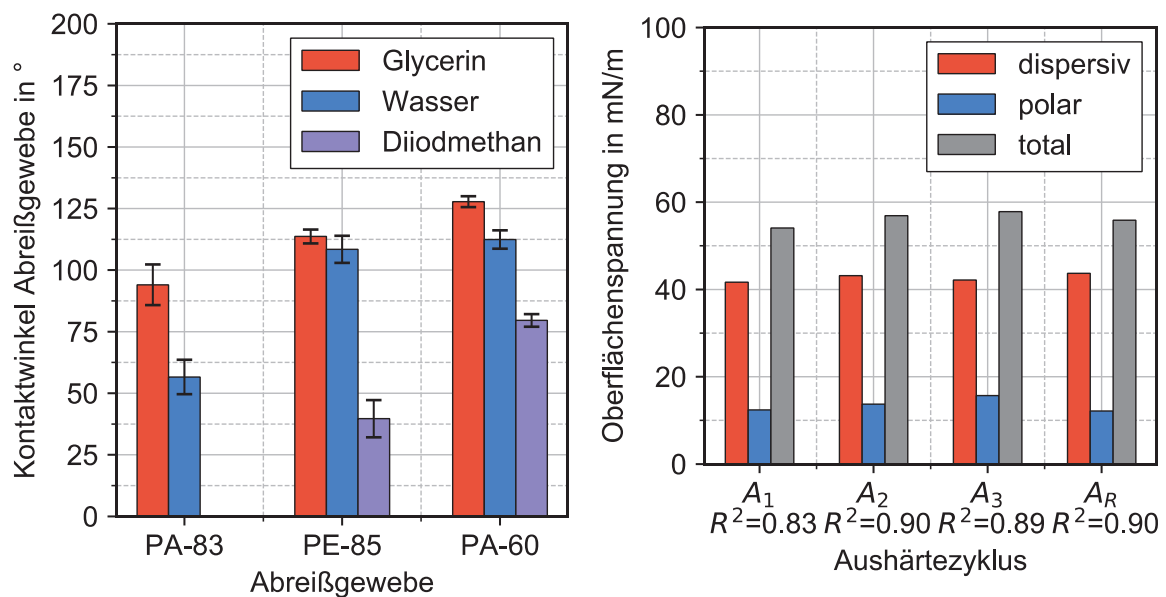 200
175
150
125
100
75
50
25
0
Kontaktwinkel Abreißgewebe in °
Glycerin
Wasser
Diiodmethan
PA-83 PE-85 PA-60
Abreißgewebe
100
80
60
40
20
0
Oberflächenspannung in mN/m
dispersiv
polar
total
A₁ A₂ A₃ A_R
R²=0.83 R²=0.90 R²=0.89 R²=0.90
Aushärtezyklus